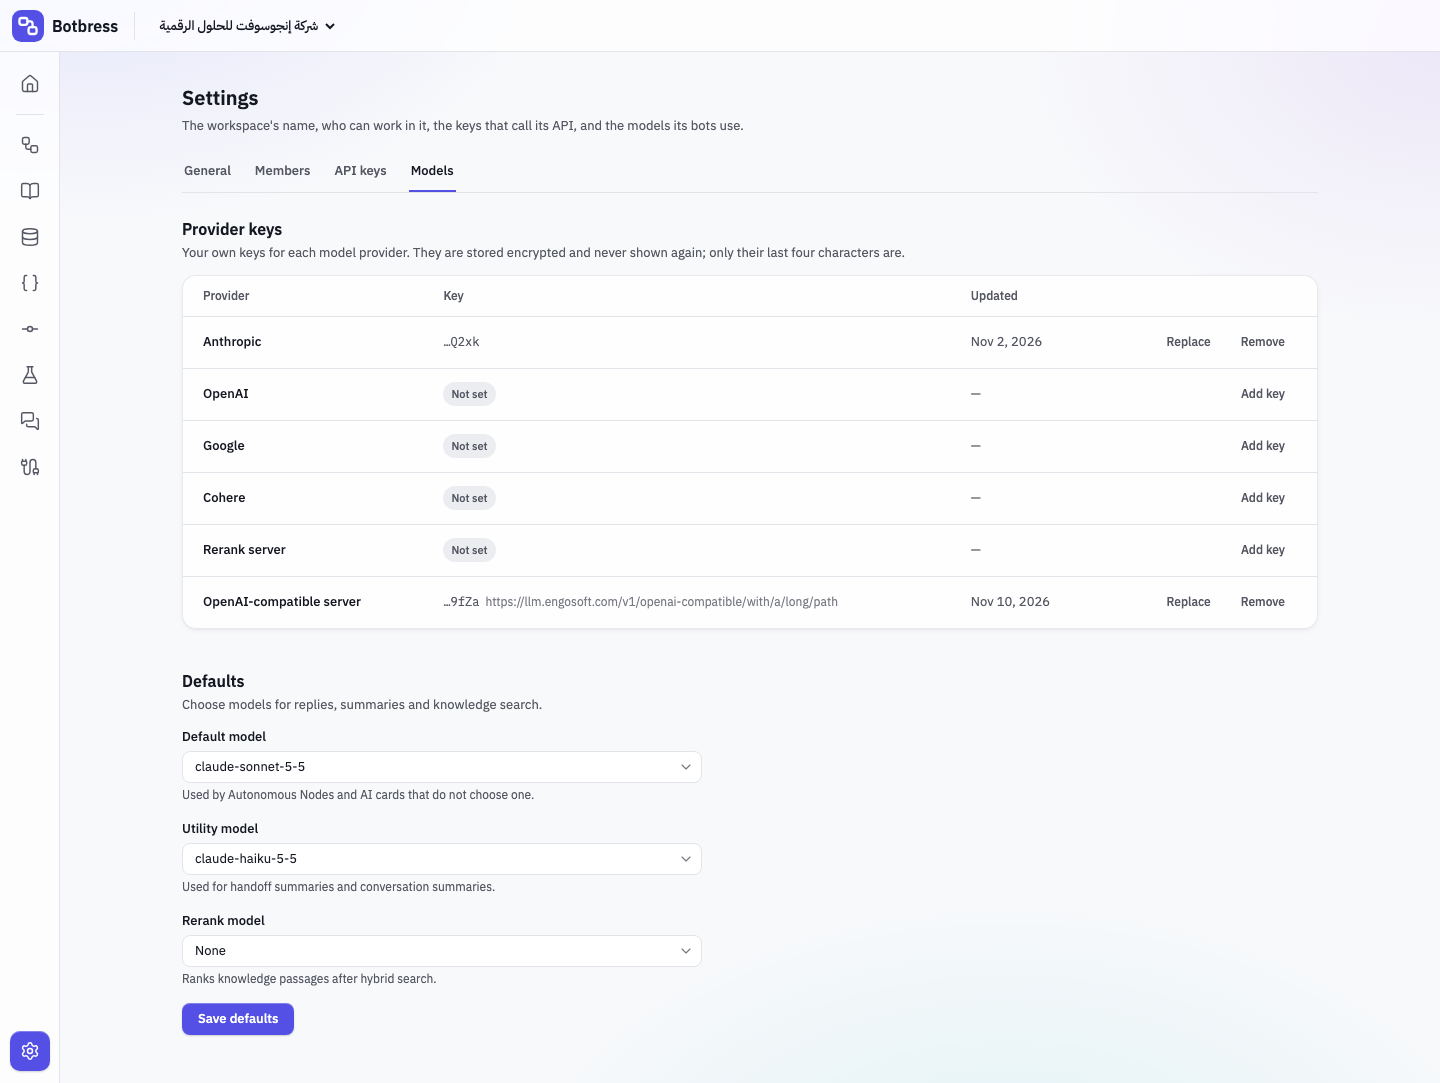 Botbress
شركة إنجوسوفت للحلول الرقمية
Settings
The workspace's name, who can work in it, the keys that call its API, and the models its bots use.
General Members API keys Models
Provider keys
Your own keys for each model provider. They are stored encrypted and never shown again; only their last four characters are.
Provider Key Updated
Anthropic …Q2xk Nov 2, 2026 Replace Remove
OpenAI Not set — Add key
Google Not set — Add key
Cohere Not set — Add key
Rerank server Not set — Add key
OpenAI-compatible server …9fZa https://llm.engosoft.com/v1/openai-compatible/with/a/long/path Nov 10, 2026 Replace Remove
Defaults
Choose models for replies, summaries and knowledge search.
Default model
claude-sonnet-5-5
Used by Autonomous Nodes and AI cards that do not choose one.
Utility model
claude-haiku-5-5
Used for handoff summaries and conversation summaries.
Rerank model
None
Ranks knowledge passages after hybrid search.
Save defaults